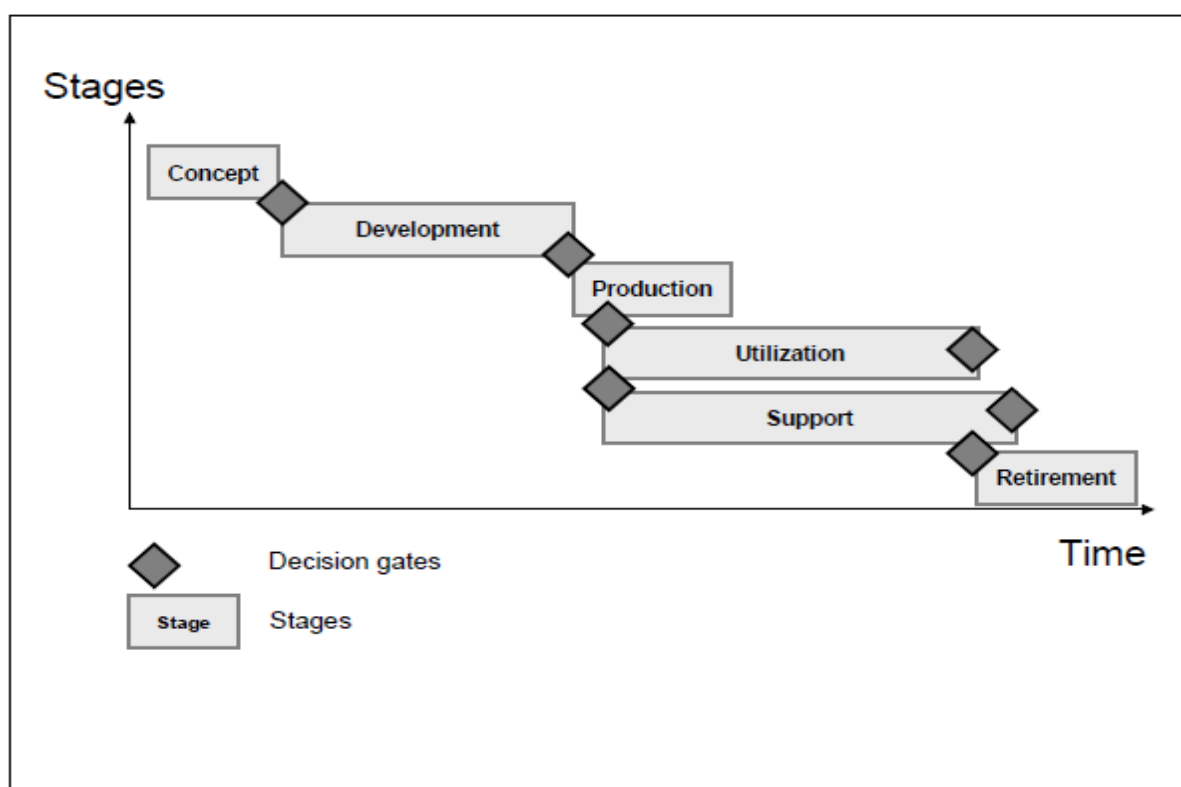 Stages
Concept
Development
Production
Utilization
Support
Retirement
Time
Decision gates
Stage
Stages